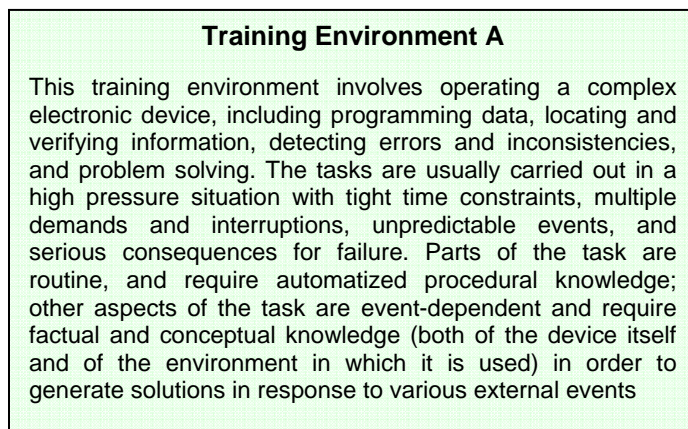 Training Environment A
This training environment involves operating a complex
electronic device, including programming data, locating and
verifying information, detecting errors and inconsistencies,
and problem solving. The tasks are usually carried out in a
high pressure situation with tight time constraints, multiple
demands and interruptions, unpredictable events, and
serious consequences for failure. Parts of the task are
routine, and require automatized procedural knowledge;
other aspects of the task are event-dependent and require
factual and conceptual knowledge (both of the device itself
and of the environment in which it is used) in order to
generate solutions in response to various external events